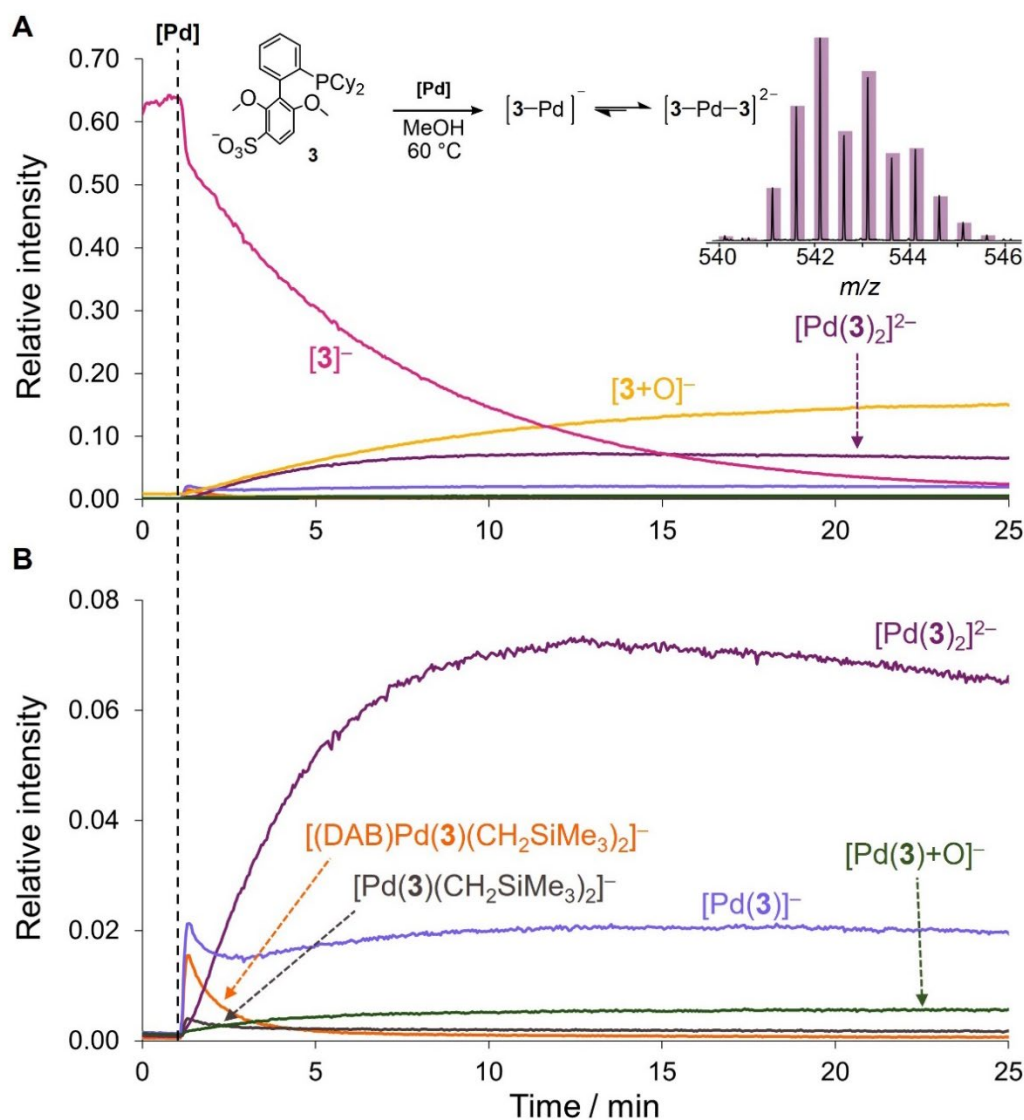 A
[Pd]
0.70
0.60
0.50
0.40
0.30
0.20
0.10
0.00
Relative intensity
PCy₂
O
O
⁻O₃S
3
[Pd]
MeOH
60 °C
[3–Pd]⁻
[3–Pd–3]²⁻
540 542 544 546
m/z
[3]⁻
[3+O]⁻
[Pd(3)₂]²⁻
0 5 10 15 20 25
B
0.08
0.06
0.04
0.02
0.00
Relative intensity
[Pd(3)₂]²⁻
[(DAB)Pd(3)(CH₂SiMe₃)₂]⁻
[Pd(3)(CH₂SiMe₃)₂]⁻
[Pd(3)]⁻
[Pd(3)+O]⁻
0 5 10 15 20 25
Time / min